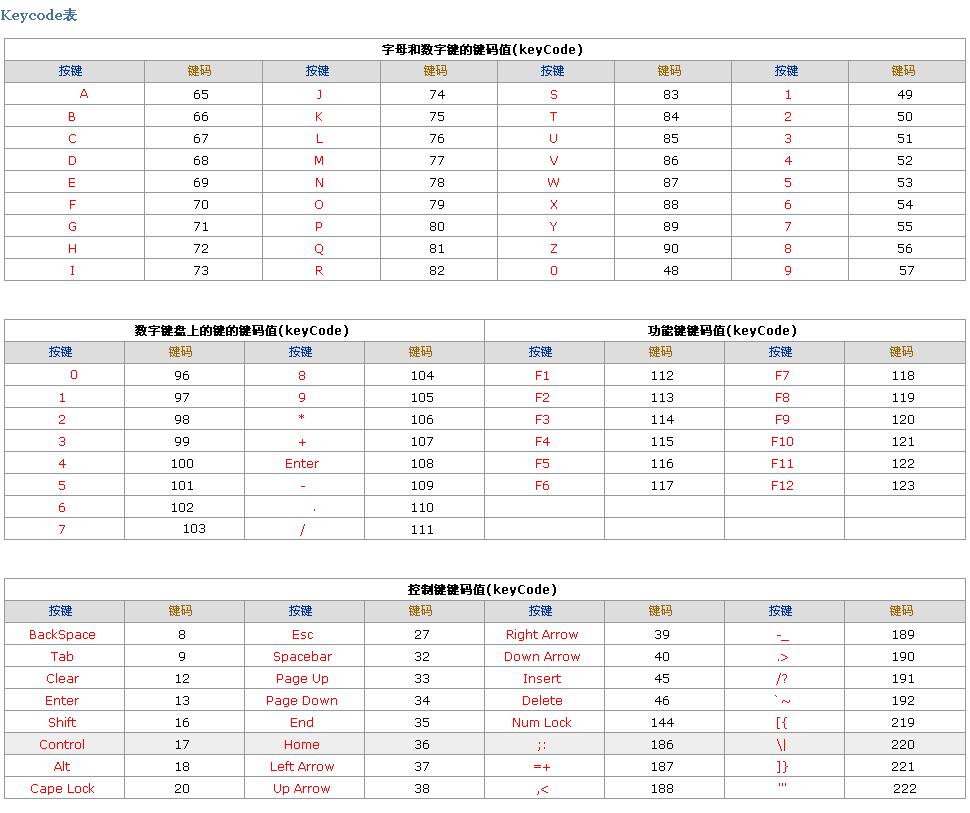 Keycode表
字母和数字键的键码值(keyCode)
按键 键码 按键 键码 按键 键码 按键 键码
A 65 J 74 S 83 1 49
B 66 K 75 T 84 2 50
C 67 L 76 U 85 3 51
D 68 M 77 V 86 4 52
E 69 N 78 W 87 5 53
F 70 O 79 X 88 6 54
G 71 P 80 Y 89 7 55
H 72 Q 81 Z 90 8 56
I 73 R 82 0 48 9 57
数字键盘上的键的键码值(keyCode) 功能键键码值(keyCode)
按键 键码 按键 键码 按键 键码 按键 键码
0 96 8 104 F1 112 F7 118
1 97 9 105 F2 113 F8 119
2 98 * 106 F3 114 F9 120
3 99 + 107 F4 115 F10 121
4 100 Enter 108 F5 116 F11 122
5 101 - 109 F6 117 F12 123
6 102 . 110
7 103 / 111
控制键键码值(keyCode)
按键 键码 按键 键码 按键 键码 按键 键码
BackSpace 8 Esc 27 Right Arrow 39 -_ 189
Tab 9 Spacebar 32 Down Arrow 40 .> 190
Clear 12 Page Up 33 Insert 45 /? 191
Enter 13 Page Down 34 Delete 46 `~ 192
Shift 16 End 35 Num Lock 144 [{ 219
Control 17 Home 36 ;: 186 \| 220
Alt 18 Left Arrow 37 =+ 187 ]} 221
Cape Lock 20 Up Arrow 38 ,< 188 '" 222